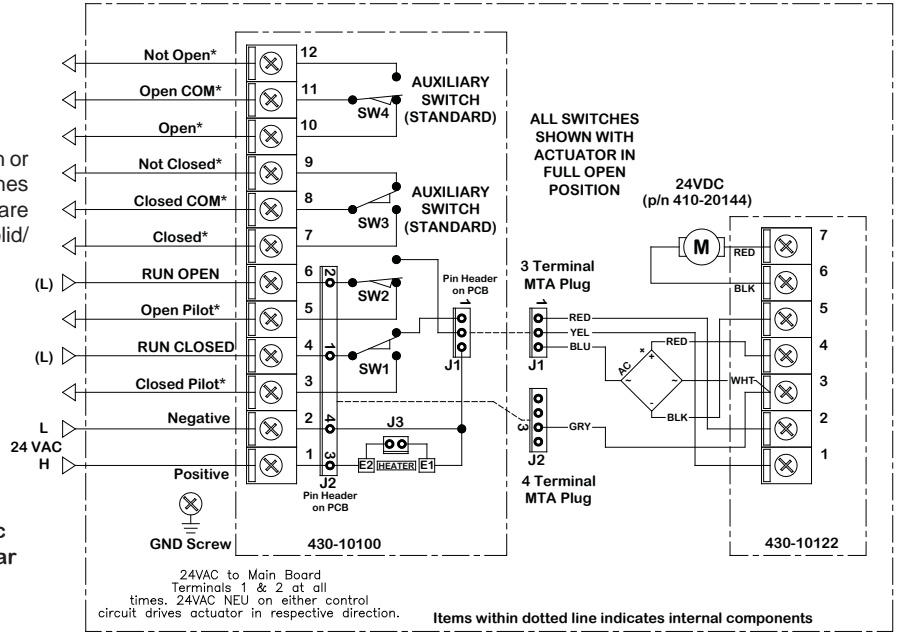 n or
nes
are
olid/
c
ar
Not Open*
12
Open COM*
11
Open*
10
Not Closed*
9
Closed COM*
8
Closed*
7
(L)
RUN OPEN
6
Open Pilot*
5
(L)
RUN CLOSED
4
Closed Pilot*
3
L
Negative
2
24 VAC
H
Positive
1
GND Screw
SW4
AUXILIARY
SWITCH
(STANDARD)
SW3
AUXILIARY
SWITCH
(STANDARD)
2
SW2
1
SW1
4
3
J3
E2
HEATER
E1
J2
Pin Header
on PCB
Pin Header
on PCB
1
J1
430-10100
ALL SWITCHES
SHOWN WITH
ACTUATOR IN
FULL OPEN
POSITION
3 Terminal
MTA Plug
1
J1
RED
YEL
BLU
3
GRY
J2
4 Terminal
MTA Plug
24VDC
(p/n 410-20144)
M
RED
BLK
AC
+
~
~
-
RED
WHT
BLK
7
6
5
4
3
2
1
430-10122
24VAC to Main Board
Terminals 1 & 2 at all
times. 24VAC NEU on either control
circuit drives actuator in respective direction.
Items within dotted line indicates internal components